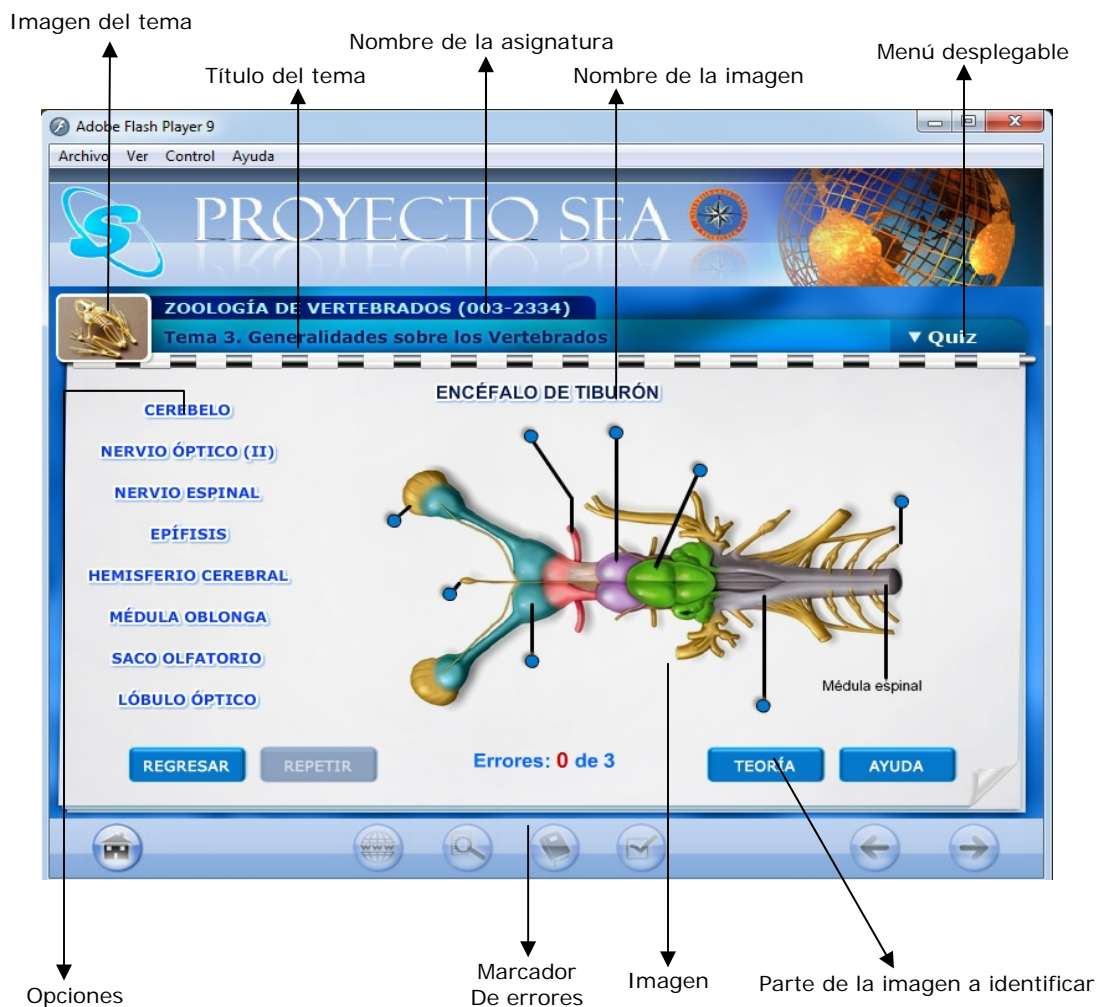 Imagen del tema
Nombre de la asignatura
Menú desplegable
Título del tema
Nombre de la imagen
Adobe Flash Player 9
Archivo Ver Control Ayuda
S PROYECTO SEA
ZOOLOGÍA DE VERTEBRADOS (003-2334)
Tema 3. Generalidades sobre los Vertebrados
▼ Quiz
ENCÉFALO DE TIBURÓN
CEREBELO
NERVIO ÓPTICO (II)
NERVIO ESPINAL
EPÍFISIS
HEMISFERIO CEREBRAL
MÉDULA OBLONGA
SACO OLFATORIO
LÓBULO ÓPTICO
Médula espinal
REGRESAR
REPETIR
Errores: 0 de 3
TEORÍA
AYUDA
www
Opciones
Marcador
De errores
Imagen
Parte de la imagen a identificar